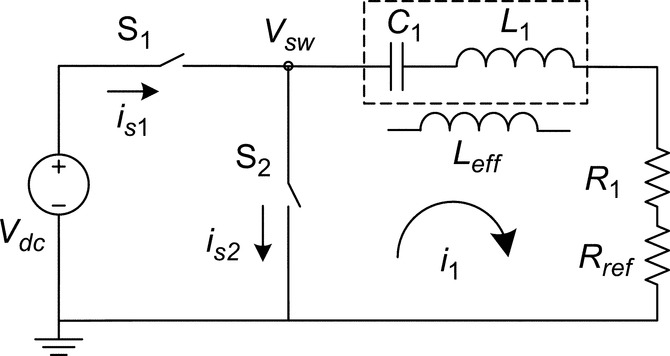 S1
Vsw
C1
L1
is1
Leff
S2
R1
+
−
Vdc
is2
i1
Rref